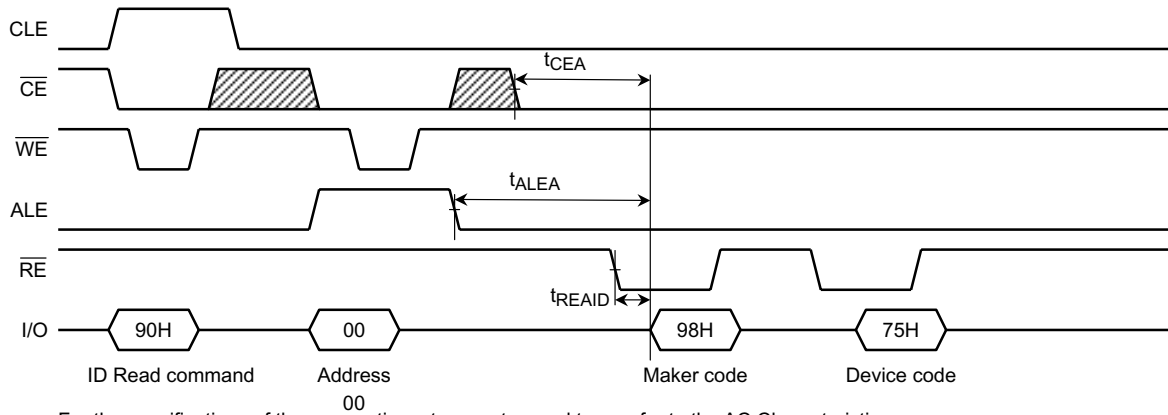 CLE
tCEA
CE
WE
tALEA
ALE
RE
tREAID
I/O 90H 00 98H 75H
ID Read command Address Maker code Device code
00